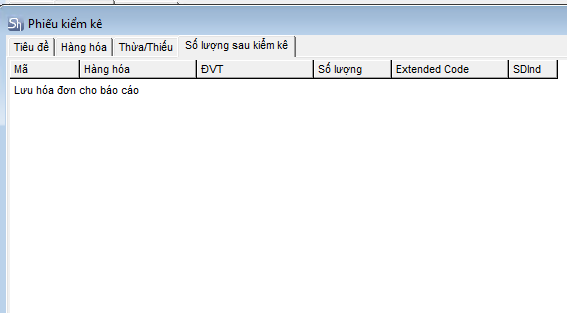 Sh Phiếu kiểm kê
Tiêu đề Hàng hóa Thừa/Thiếu Số lượng sau kiểm kê
Mã Hàng hóa ĐVT Số lượng Extended Code SDInd
Lưu hóa đơn cho báo cáo